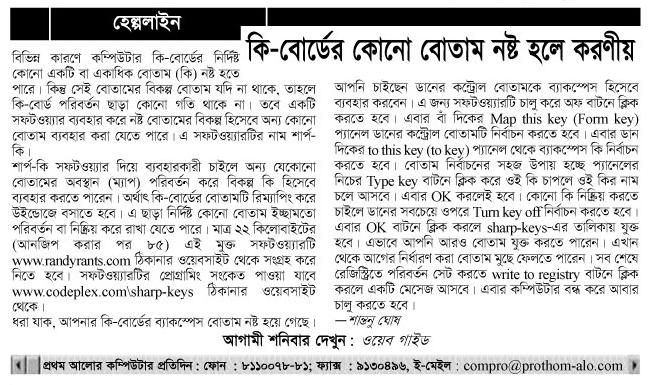 হেল্পলাইন
কি-বোর্ডের কোনো বোতাম নষ্ট হলে করণীয়
বিভিন্ন কারণে কম্পিউটার কি-বোর্ডের নির্দিষ্ট
কোনো একটি বা একাধিক বোতাম (কি) নষ্ট হতে
পারে। কিন্তু সেই বোতামের বিকল্প বোতাম যদি না থাকে, তাহলে
কি-বোর্ড পরিবর্তন ছাড়া কোনো গতি থাকে না। তবে একটি
সফটওয়্যার ব্যবহার করে নষ্ট বোতামের বিকল্প হিসেবে অন্য কোনো
বোতাম ব্যবহার করা যেতে পারে। এ সফটওয়্যারটির নাম শার্প-
কি।
শার্প-কি সফটওয়্যার দিয়ে ব্যবহারকারী চাইলে অন্য যেকোনো
বোতামের অবস্থান (ম্যাপ) পরিবর্তন করে বিকল্প কি হিসেবে
ব্যবহার করতে পারেন। অর্থাৎ কি-বোর্ডের বোতামটি রিম্যাপিং করে
উইন্ডোজে বসাতে হবে। এ ছাড়া নির্দিষ্ট কোনো বোতাম ইচ্ছামতো
পরিবর্তন বা নিষ্ক্রিয় করে রাখা যেতে পারে। মাত্র ২২ কিলোবাইটের
(আনজিপ করার পর ৮৫) এই মুক্ত সফটওয়্যারটি
www.randyrants.com ঠিকানার ওয়েবসাইট থেকে সংগ্রহ করে
নিতে হবে। সফটওয়্যারটির প্রোগ্রামিং সংকেত পাওয়া যাবে
www.codeplex.com\sharp-keys ঠিকানার ওয়েবসাইট
থেকে।
ধরা যাক, আপনার কি-বোর্ডের ব্যাকস্পেস বোতাম নষ্ট হয়ে গেছে।
আপনি চাইছেন ডানের কন্ট্রোল বোতামকে ব্যাকস্পেস হিসেবে
ব্যবহার করবেন। এ জন্য সফটওয়্যারটি চালু করে অফ বাটনে ক্লিক
করতে হবে। এবার বাঁ দিকের Map this key (Form key)
প্যানেল ডানের কন্ট্রোল বোতামটি নির্বাচন করতে হবে। এবার ডান
দিকের to this key (to key) প্যানেল থেকে ব্যাকস্পেস কি নির্বাচন
করতে হবে। বোতাম নির্বাচনের সহজ উপায় হচ্ছে প্যানেলের
নিচের Type key বাটনে ক্লিক করে ওই কি চাপলে ওই কির নাম
চলে আসবে। এবার OK করলেই হবে। কোনো কি নিষ্ক্রিয় করতে
চাইলে ডানের সবচেয়ে ওপরে Turn key off নির্বাচন করতে হবে।
এবার OK বাটনে ক্লিক করলে sharp-keys-এর তালিকায় যুক্ত
হবে। এভাবে আপনি আরও বোতাম যুক্ত করতে পারেন। এখান
থেকে আগের নির্ধারণ করা বোতাম মুছে ফেলতে পারেন। সব শেষে
রেজিস্ট্রিতে পরিবর্তন সেট করতে write to registry বাটনে ক্লিক
করলে একটি মেসেজ আসবে। এবার কম্পিউটার বন্ধ করে আবার
চালু করতে হবে।
—শান্তনু ঘোষ
আগামী শনিবার দেখুন : ওয়েব গাইড
প্রথম আলোর কম্পিউটার প্রতিদিন : ফোন : ৮১১০০৭৮-৮১; ফ্যাক্স : ৯১৩০৪৯৬, ই-মেইল : compro@prothom-alo.com